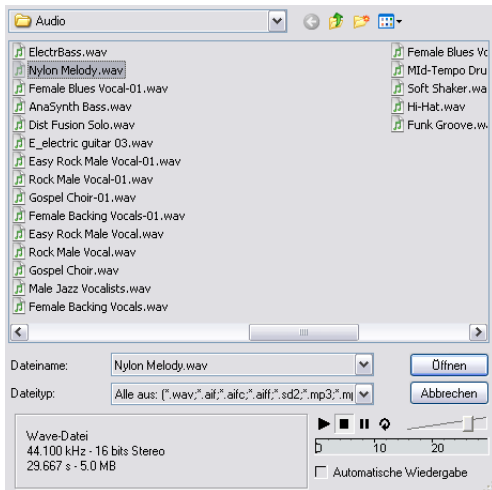 Audio
ElectrBass.wav
Nylon Melody.wav
Female Blues Vocal-01.wav
AnaSynth Bass.wav
Dist Fusion Solo.wav
E_electric guitar 03.wav
Easy Rock Male Vocal-01.wav
Rock Male Vocal-01.wav
Gospel Choir-01.wav
Female Backing Vocals-01.wav
Easy Rock Male Vocal.wav
Rock Male Vocal.wav
Gospel Choir.wav
Male Jazz Vocalists.wav
Female Backing Vocals.wav
Female Blues Vo
MId-Tempo Dru
Soft Shaker.wa
Hi-Hat.wav
Funk Groove.w
Dateiname: Nylon Melody.wav Öffnen
Dateityp: Alle aus: (*.wav;*.aif;*.aifc;*.aiff;*.sd2;*.mp3;*.m Abbrechen
Wave-Datei
44.100 kHz - 16 bits Stereo
29.667 s - 5.0 MB
0 10 20
Automatische Wiedergabe